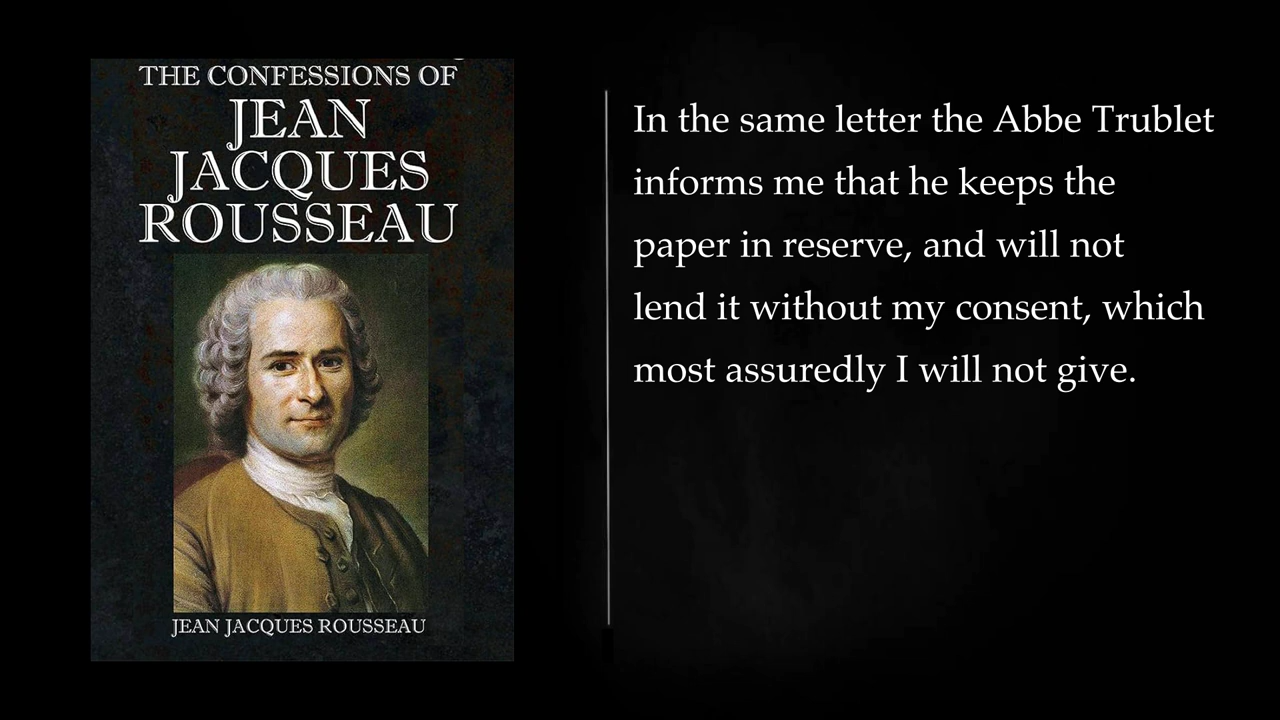 THE CONFESSIONS OF
JEAN
JACQUES
ROUSSEAU
JEAN JACQUES ROUSSEAU
In the same letter the Abbe Trublet
informs me that he keeps the
paper in reserve, and will not
lend it without my consent, which
most assuredly I will not give.